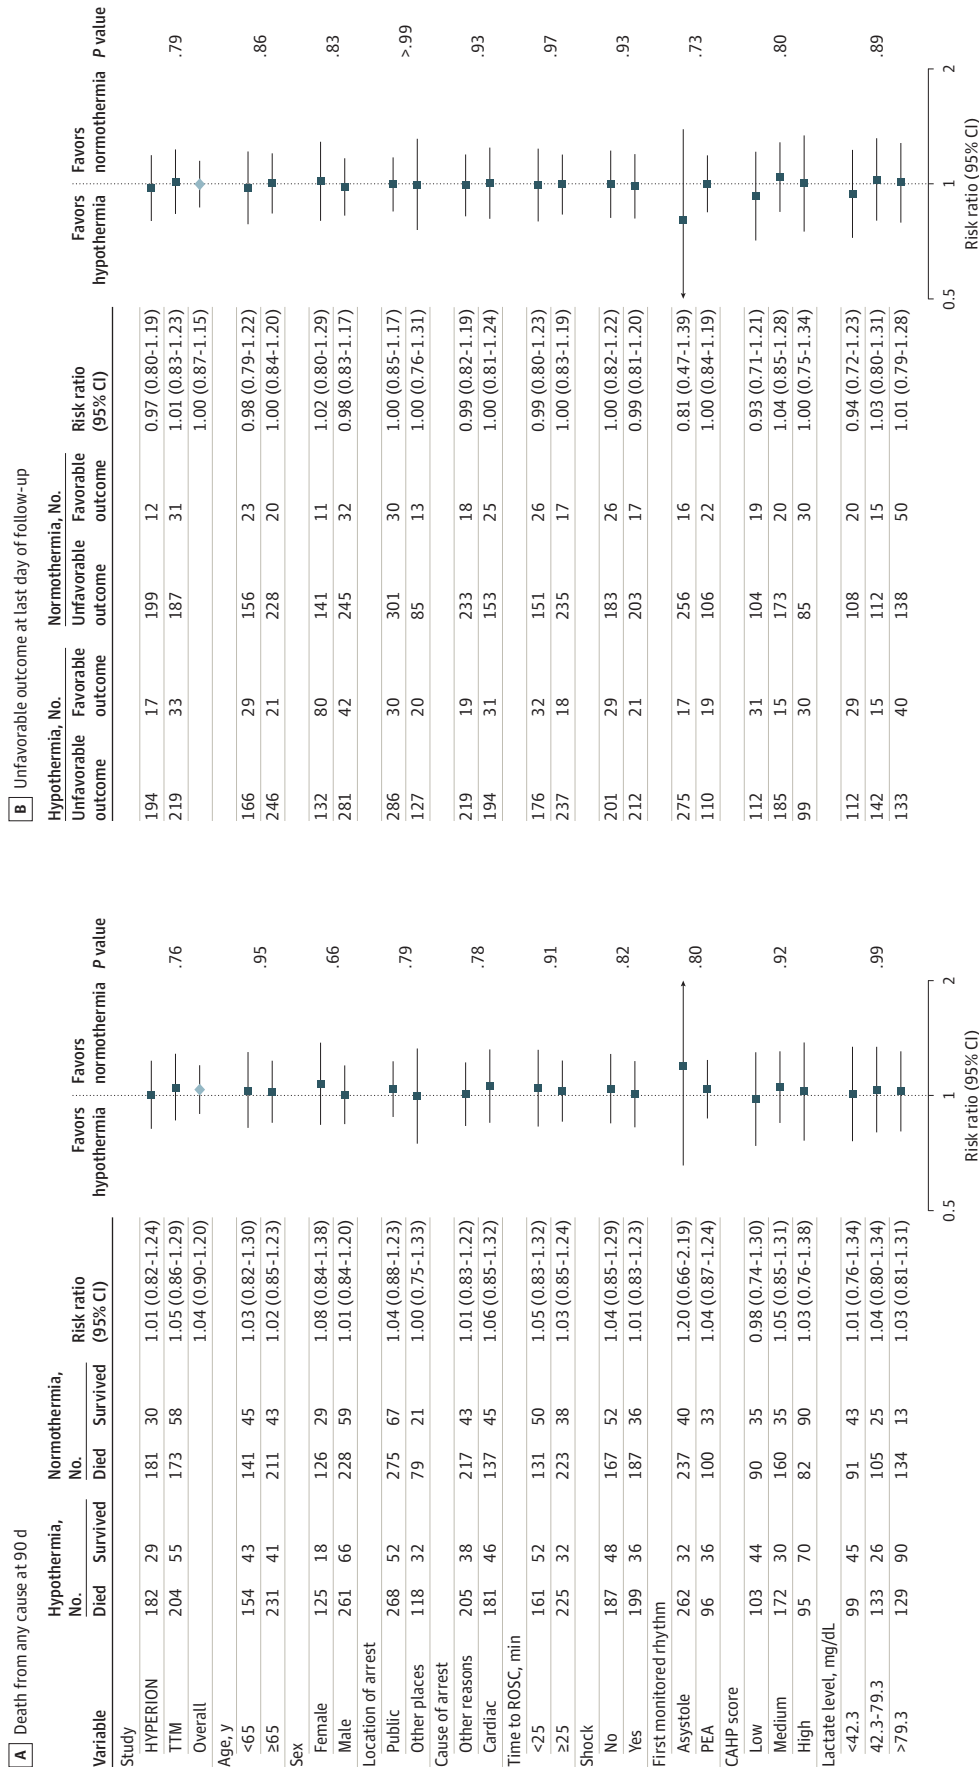 A Death from any cause at 90 d
Hypothermia, No. Normothermia, No. Risk ratio (95% CI) Favors hypothermia Favors normothermia P value
Variable Died Survived Died Survived
Study
HYPERION 182 29 181 30 1.01 (0.82-1.24)
.76
TTM 204 55 173 58 1.05 (0.86-1.29)
Overall 1.04 (0.90-1.20)
Age, y
<65 154 43 141 45 1.03 (0.82-1.30)
.95
≥65 231 41 211 43 1.02 (0.85-1.23)
Sex
Female 125 18 126 29 1.08 (0.84-1.38)
.66
Male 261 66 228 59 1.01 (0.84-1.20)
Location of arrest
Public 268 52 275 67 1.04 (0.88-1.23)
.79
Other places 118 32 79 21 1.00 (0.75-1.33)
Cause of arrest
Other reasons 205 38 217 43 1.01 (0.83-1.22)
.78
Cardiac 181 46 137 45 1.06 (0.85-1.32)
Time to ROSC, min
<25 161 52 131 50 1.05 (0.83-1.32)
.91
≥25 225 32 223 38 1.03 (0.85-1.24)
Shock
No 187 48 167 52 1.04 (0.85-1.29)
.82
Yes 199 36 187 36 1.01 (0.83-1.23)
First monitored rhythm
Asystole 262 32 237 40 1.20 (0.66-2.19)
.80
PEA 96 36 100 33 1.04 (0.87-1.24)
CAHP score
Low 103 44 90 35 0.98 (0.74-1.30)
Medium 172 30 160 35 1.05 (0.85-1.31) .92
High 95 70 82 90 1.03 (0.76-1.38)
Lactate level, mg/dL
<42.3 99 45 91 43 1.01 (0.76-1.34)
42.3-79.3 133 26 105 25 1.04 (0.80-1.34) .99
>79.3 129 90 134 13 1.03 (0.81-1.31)
0.5 1 2
Risk ratio (95% CI)
B Unfavorable outcome at last day of follow-up
Hypothermia, No. Normothermia, No. Risk ratio (95% CI) Favors hypothermia Favors normothermia P value
Unfavorable outcome Favorable outcome Unfavorable outcome Favorable outcome
194 17 199 12 0.97 (0.80-1.19)
.79
219 33 187 31 1.01 (0.83-1.23)
1.00 (0.87-1.15)
166 29 156 23 0.98 (0.79-1.22)
.86
246 21 228 20 1.00 (0.84-1.20)
132 80 141 11 1.02 (0.80-1.29)
.83
281 42 245 32 0.98 (0.83-1.17)
286 30 301 30 1.00 (0.85-1.17)
>.99
127 20 85 13 1.00 (0.76-1.31)
219 19 233 18 0.99 (0.82-1.19)
.93
194 31 153 25 1.00 (0.81-1.24)
176 32 151 26 0.99 (0.80-1.23)
.97
237 18 235 17 1.00 (0.83-1.19)
201 29 183 26 1.00 (0.82-1.22)
.93
212 21 203 17 0.99 (0.81-1.20)
275 17 256 16 0.81 (0.47-1.39)
.73
110 19 106 22 1.00 (0.84-1.19)
112 31 104 19 0.93 (0.71-1.21)
185 15 173 20 1.04 (0.85-1.28) .80
99 30 85 30 1.00 (0.75-1.34)
112 29 108 20 0.94 (0.72-1.23)
142 15 112 15 1.03 (0.80-1.31) .89
133 40 138 50 1.01 (0.79-1.28)
0.5 1 2
Risk ratio (95% CI)